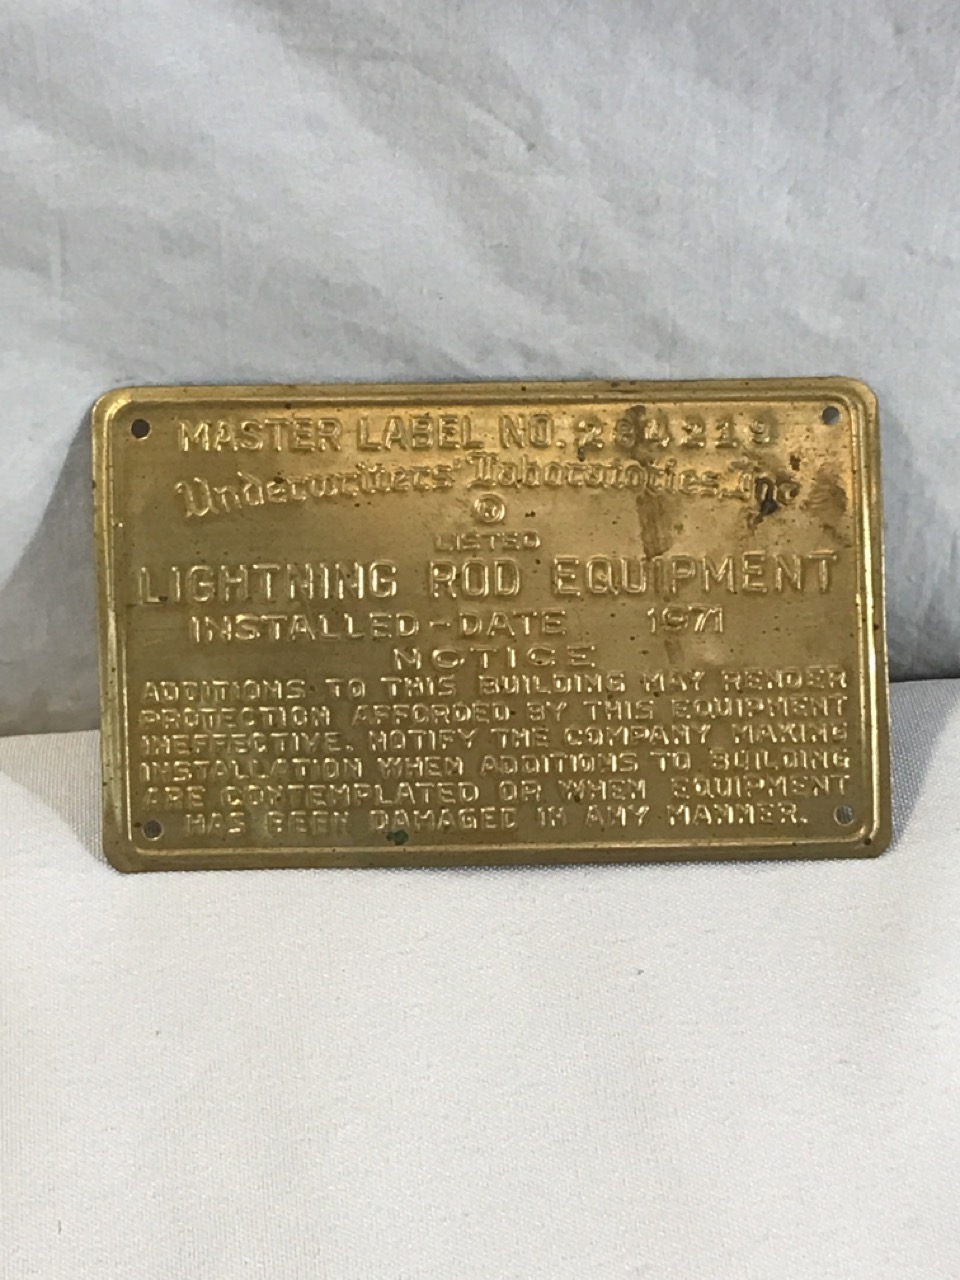 MASTER LABEL NO. 284219
Underwriters' Laboratories, Inc.
®
LISTED
LIGHTNING ROD EQUIPMENT
INSTALLED-DATE 1971
NOTICE
ADDITIONS TO THIS BUILDING MAY RENDER
PROTECTION AFFORDED BY THIS EQUIPMENT
INEFFECTIVE. NOTIFY THE COMPANY MAKING
INSTALLATION WHEN ADDITIONS TO BUILDING
ARE CONTEMPLATED OR WHEN EQUIPMENT
HAS BEEN DAMAGED IN ANY MANNER.